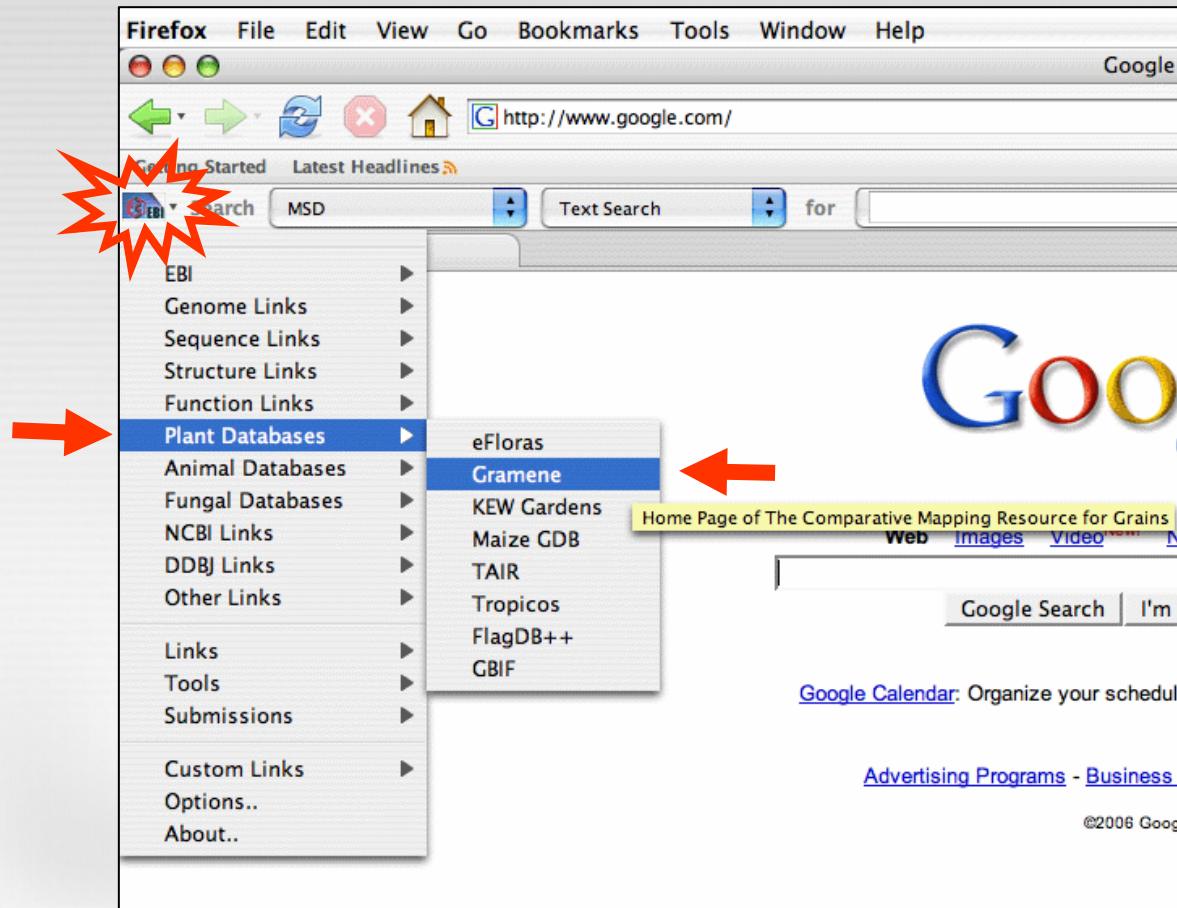 Firefox File Edit View Go Bookmarks Tools Window Help
Google
http://www.google.com/
Started Latest Headlines
EBI Search MSD Text Search for
EBI
Genome Links
Sequence Links
Structure Links
Function Links
Plant Databases
Animal Databases
Fungal Databases
NCBI Links
DDBJ Links
Other Links
Links
Tools
Submissions
Custom Links
Options..
About..
eFloras
Gramene
KEW Gardens
Maize GDB
TAIR
Tropicos
FlagDB++
GBIF
Home Page of The Comparative Mapping Resource for Grains
Goo
Web Images Video
Google Search I'm
Google Calendar: Organize your schedul
Advertising Programs - Business
©2006 Goog